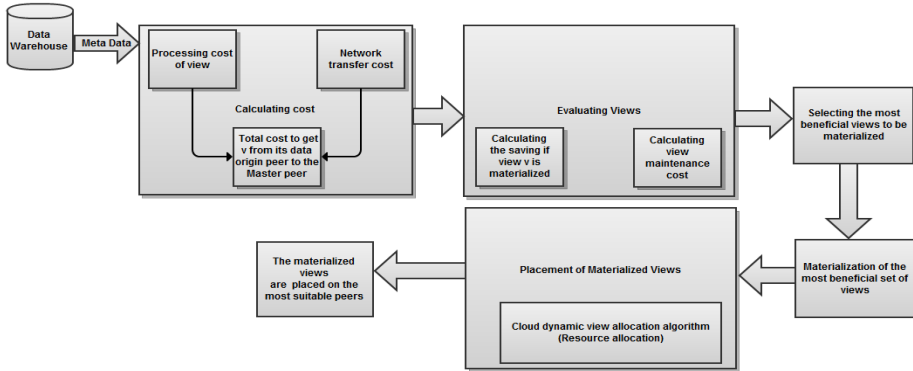 Data
Warehouse
Meta Data
Processing cost
of view
Network
transfer cost
Calculating cost
Total cost to get
v from its data
origin peer to the
Master peer
Evaluating Views
Calculating
the saving if
view v is
materialized
Calculating
view
maintenance
cost
Selecting the most
beneficial views to be
materialized
Materialization of the
most beneficial set of
views
Placement of Materialized Views
Cloud dynamic view allocation algorithm
(Resource allocation)
The materialized
views
are placed on the
most suitable peers